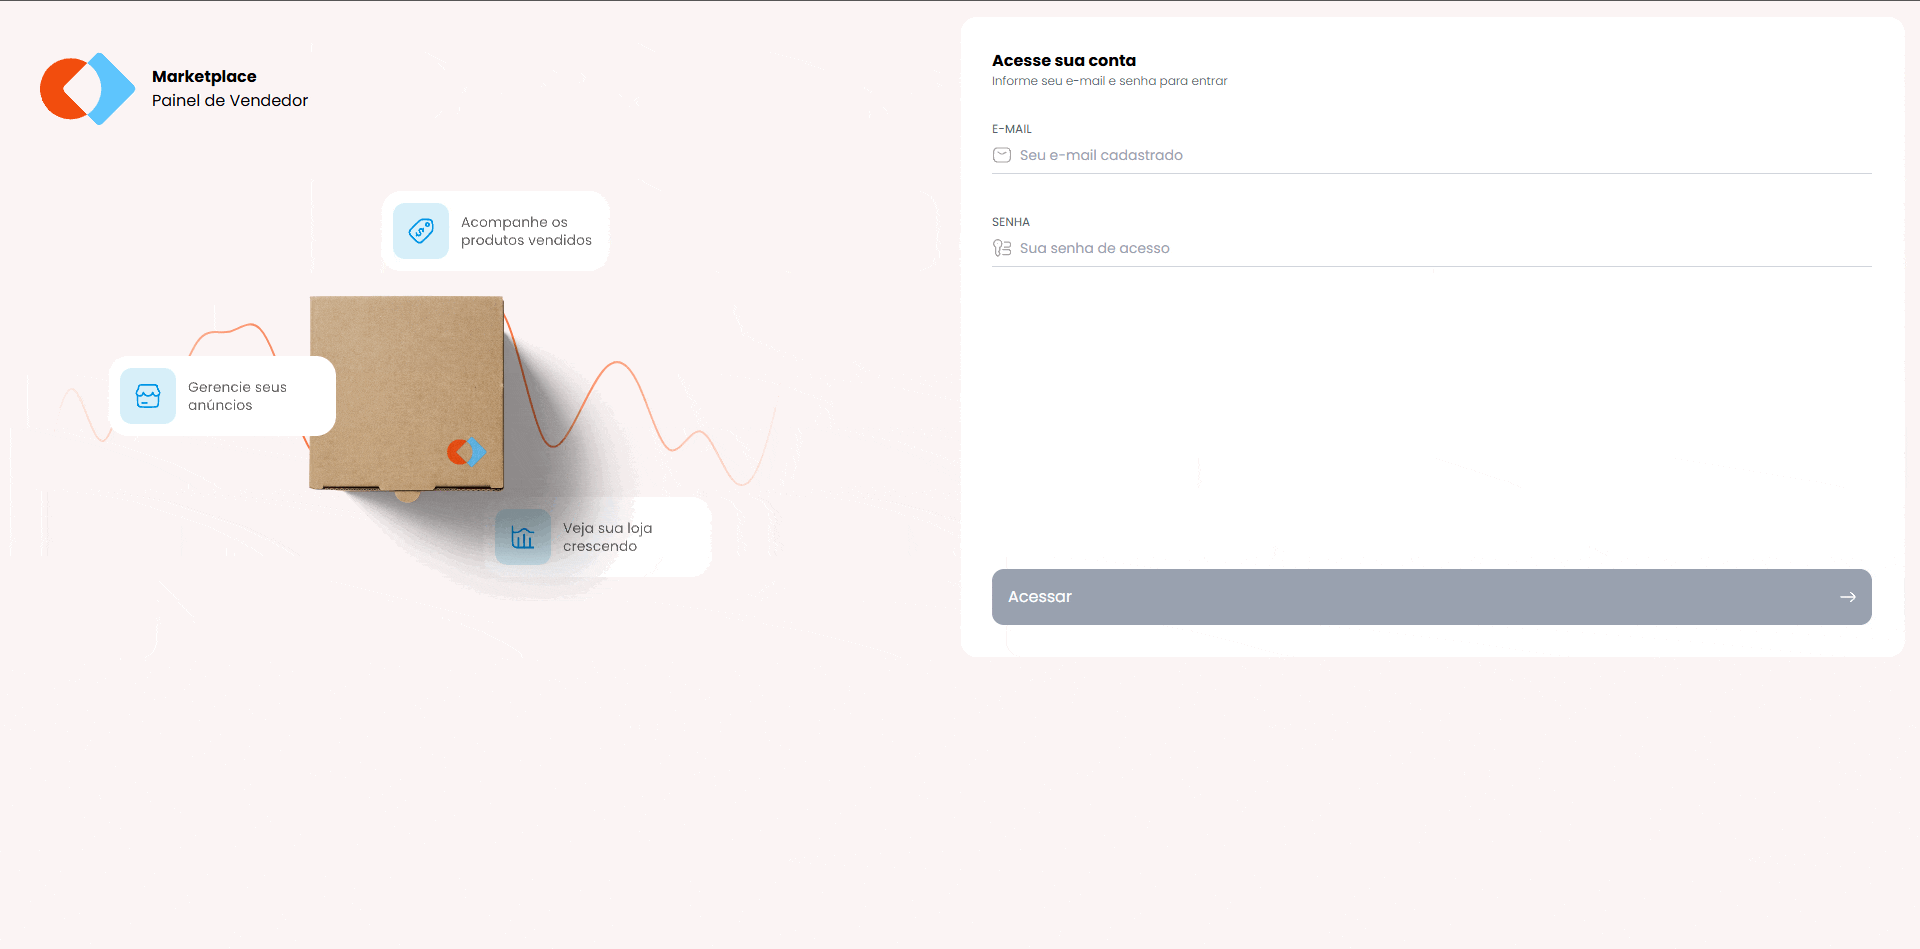 Marketplace
Painel de Vendedor
Acompanhe os
produtos vendidos
Gerencie seus
anúncios
Veja sua loja
crescendo
Acesse sua conta
Informe seu e-mail e senha para entrar
E-MAIL
Seu e-mail cadastrado
SENHA
Sua senha de acesso
Acessar